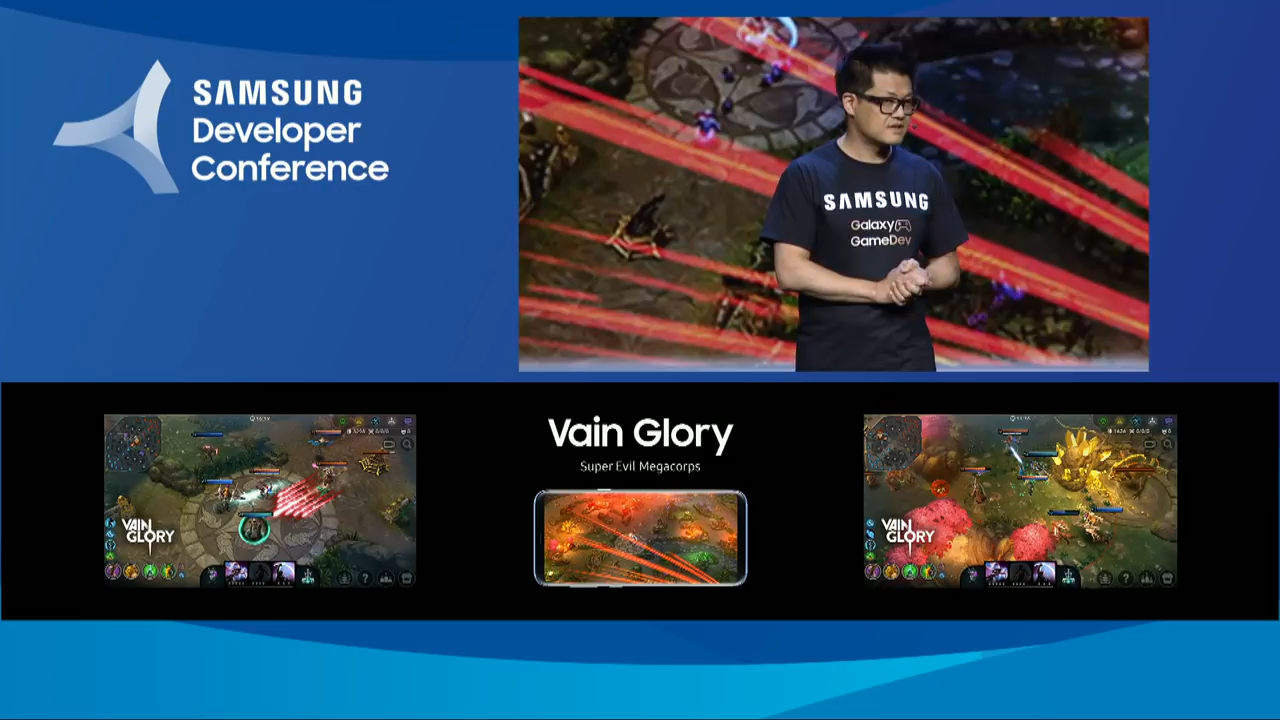 SAMSUNG
Developer
Conference
SAMSUNG
Galaxy
GameDev
Vain Glory
Super Evil Megacorps
VAIN
GLORY
VAIN
GLORY